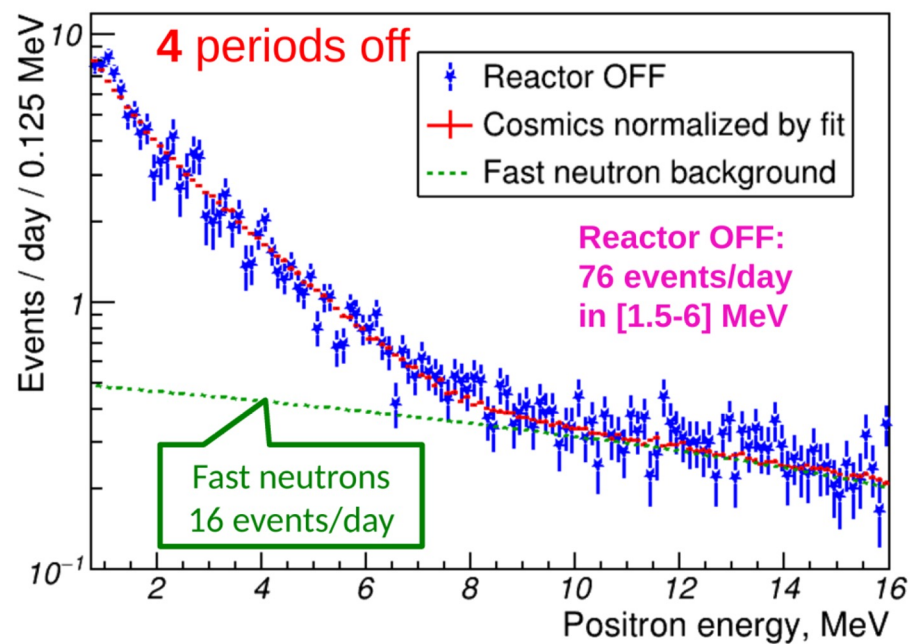 4 periods off
Reactor OFF
Cosmics normalized by fit
Fast neutron background
Reactor OFF:
76 events/day
in [1.5-6] MeV
Fast neutrons
16 events/day
Events / day / 0.125 MeV
10
1
10⁻¹
2 4 6 8 10 12 14 16
Positron energy, MeV